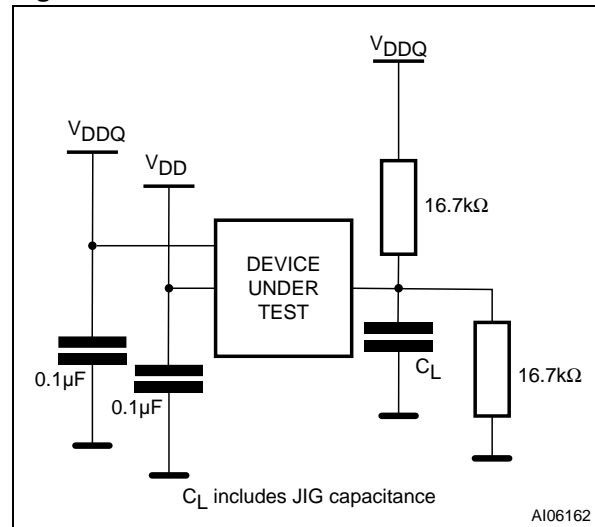 VDDQ
VDDQ
VDD
16.7kΩ
DEVICE
UNDER
TEST
CL
0.1µF
0.1µF
16.7kΩ
CL includes JIG capacitance
AI06162